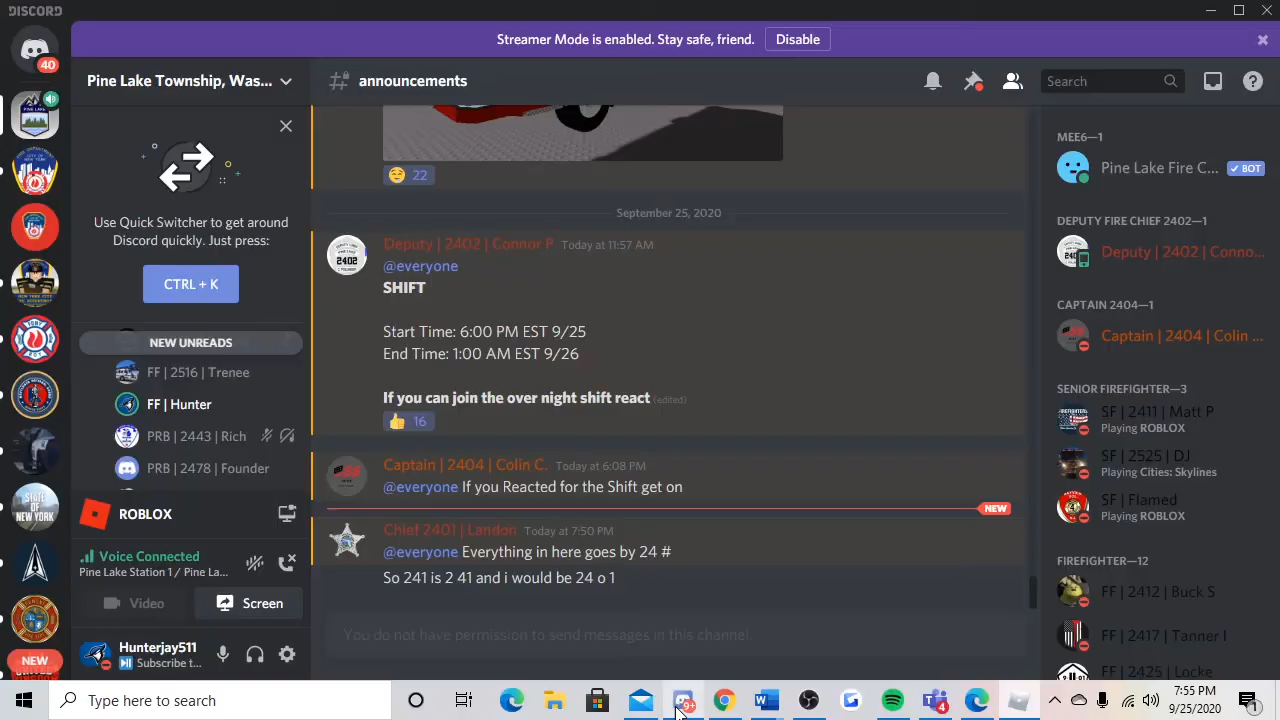 DISCORD
Streamer Mode is enabled. Stay safe, friend. Disable
40
Pine Lake Township, Was...
announcements
Search
Use Quick Switcher to get around
Discord quickly. Just press:
CTRL + K
NEW UNREADS
FF | 2516 | Trenee
FF | Hunter
PRB | 2443 | Rich
PRB | 2478 | Founder
ROBLOX
Voice Connected
Pine Lake Station 1 / Pine La...
Video
Screen
Hunterjay511
Subscribe t...
NEW
22
September 25, 2020
Deputy | 2402 | Connor P Today at 11:57 AM
@everyone
SHIFT
Start Time: 6:00 PM EST 9/25
End Time: 1:00 AM EST 9/26
If you can join the over night shift react (edited)
16
Captain | 2404 | Colin C. Today at 6:08 PM
@everyone If you Reacted for the Shift get on
NEW
Chief 2401 | Landon Today at 7:50 PM
@everyone Everything in here goes by 24 #
So 241 is 2 41 and i would be 24 o 1
You do not have permission to send messages in this channel.
MEE6—1
Pine Lake Fire C... BOT
DEPUTY FIRE CHIEF 2402—1
Deputy | 2402 | Conno...
CAPTAIN 2404—1
Captain | 2404 | Colin ...
SENIOR FIREFIGHTER—3
SF | 2411 | Matt P
Playing ROBLOX
SF | 2525 | DJ
Playing Cities: Skylines
SF | Flamed
Playing ROBLOX
FIREFIGHTER—12
FF | 2412 | Buck S
FF | 2417 | Tanner I
FF | 2425 | Locke
Type here to search
9+
4
7:55 PM
9/25/2020
1